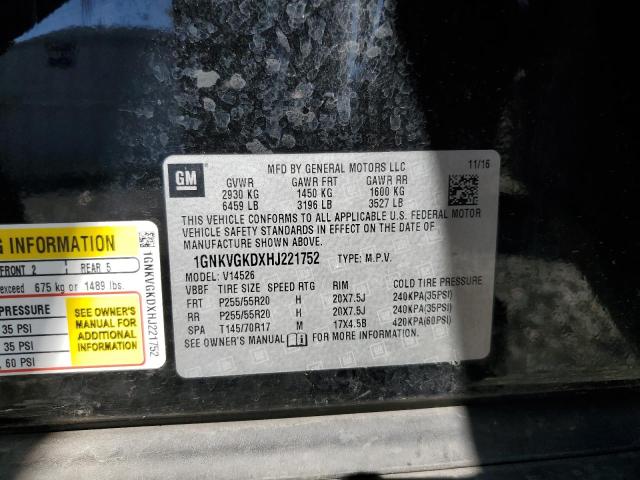 GM
MFD BY GENERAL MOTORS LLC 11/16
GVWR GAWR FRT GAWR RR
2930 KG 1450 KG 1600 KG
6459 LB 3196 LB 3527 LB
THIS VEHICLE CONFORMS TO ALL APPLICABLE U.S. FEDERAL MOTOR
VEHICLE SAFETY STANDARDS IN EFFECT ON THE DATE OF
MANUFACTURE SHOWN ABOVE.
1GNKVGKDXHJ221752 TYPE: M.P.V.
MODEL: V14526
VBBF TIRE SIZE SPEED RTG RIM COLD TIRE PRESSURE
FRT P255/55R20 H 20X7.5J 240KPA(35PSI)
RR P255/55R20 H 20X7.5J 240KPA(35PSI)
SPA T145/70R17 M 17X4.5B 420KPA(60PSI)
SEE OWNER'S MANUAL FOR MORE INFORMATION.
G INFORMATION
FRONT 2 REAR 5
exceed 675 kg or 1489 lbs.
35 PSI
35 PSI
60 PSI
SEE OWNER'S
MANUAL FOR
ADDITIONAL
INFORMATION
1GNKVGKDXHJ221752